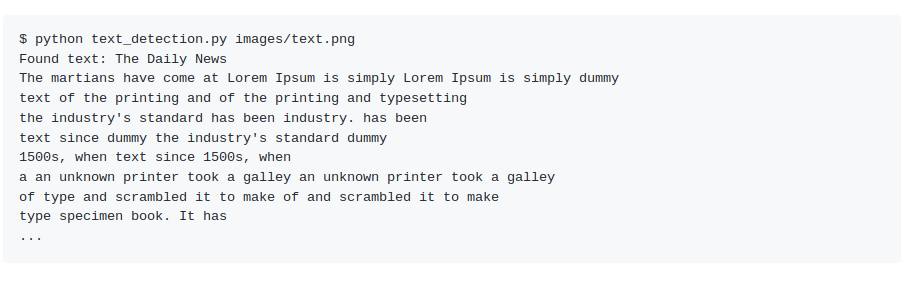 $ python text_detection.py images/text.png
Found text: The Daily News
The martians have come at Lorem Ipsum is simply Lorem Ipsum is simply dummy
text of the printing and of the printing and typesetting
the industry's standard has been industry. has been
text since dummy the industry's standard dummy
1500s, when text since 1500s, when
a an unknown printer took a galley an unknown printer took a galley
of type and scrambled it to make of and scrambled it to make
type specimen book. It has
...